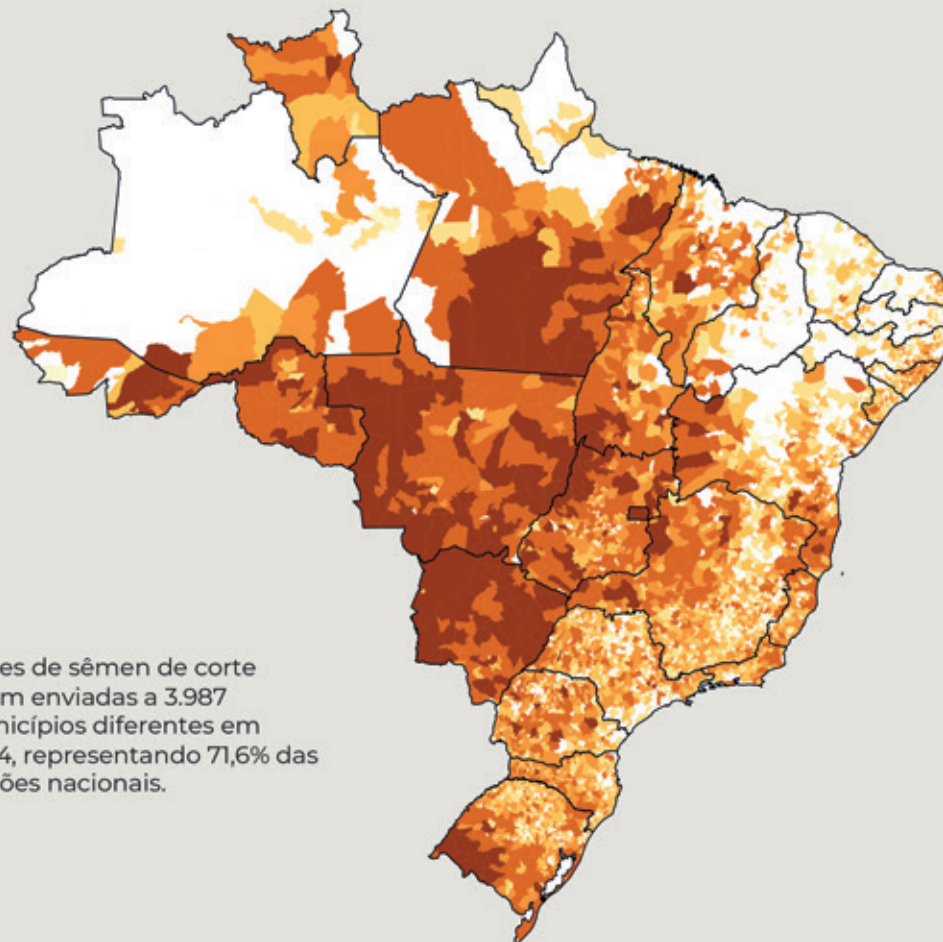 es de sêmen de corte
m enviadas a 3.987
nicípios diferentes em
4, representando 71,6% das
ões nacionais.